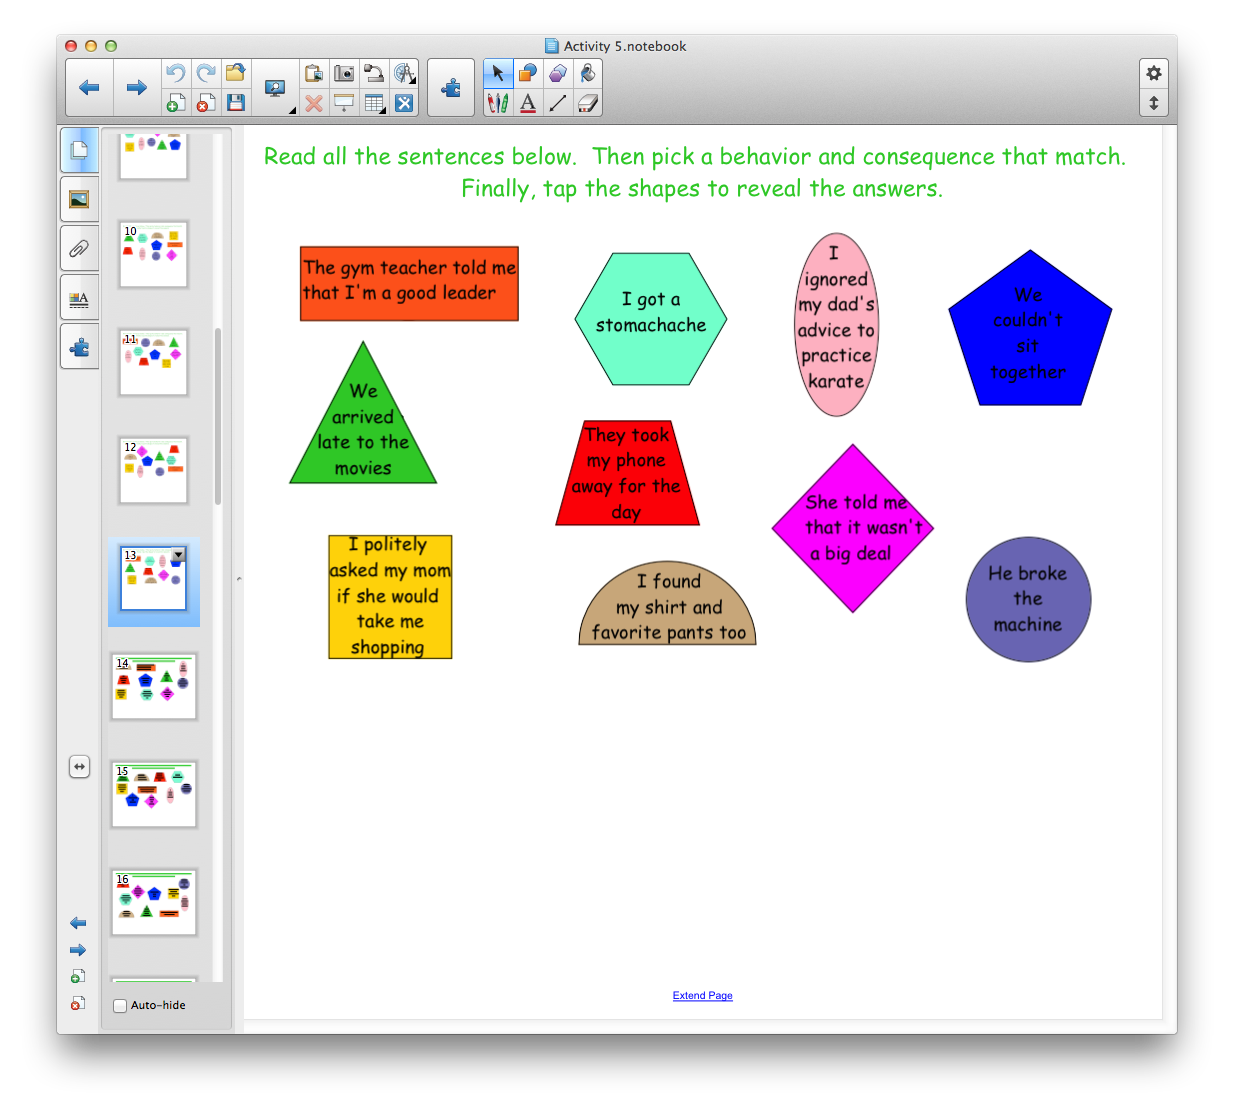 Activity 5.notebook
Read all the sentences below.  Then pick a behavior and consequence that match.
Finally, tap the shapes to reveal the answers.
The gym teacher told me
that I'm a good leader
I got a
stomachache
I
ignored
my dad's
advice to
practice
karate
We
couldn't
sit
together
We
arrived
late to the
movies
They took
my phone
away for the
day
She told me
that it wasn't
a big deal
I politely
asked my mom
if she would
take me
shopping
I found
my shirt and
favorite pants too
He broke
the
machine
10
11
12
13
14
15
16
Auto-hide
Extend Page